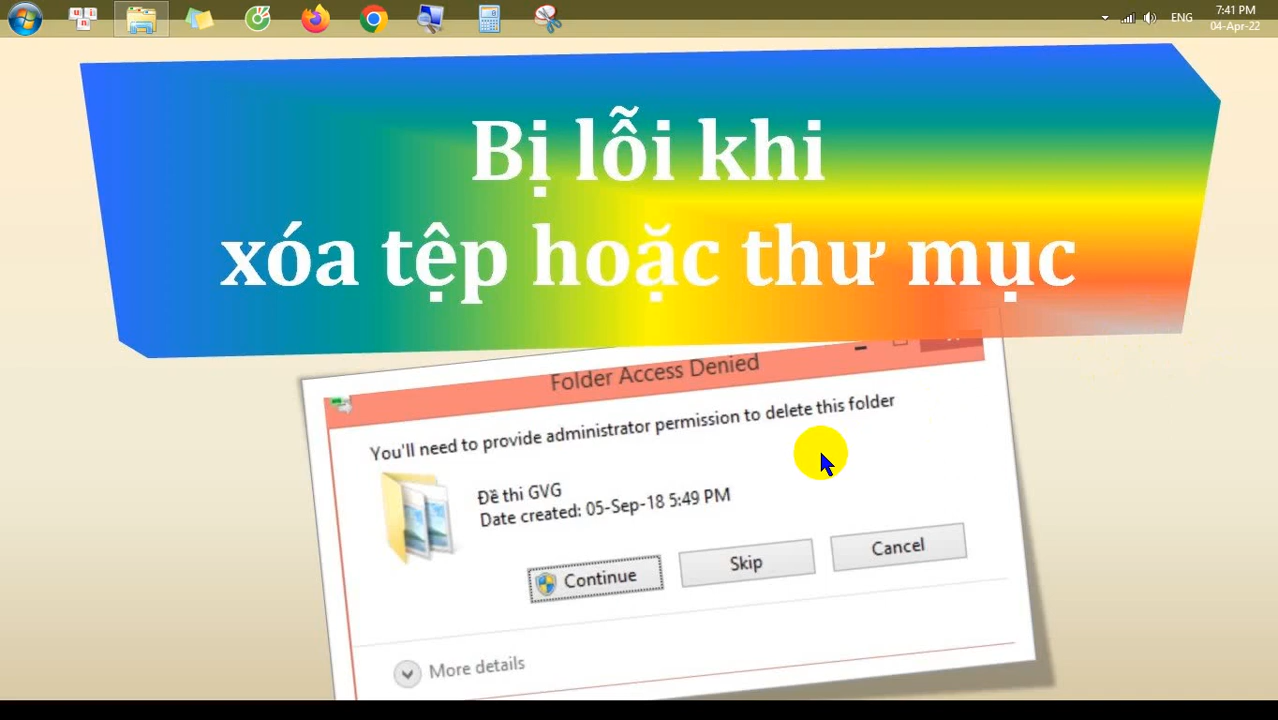 7:41 PM
ENG
04-Apr-22
Bị lỗi khi
xóa tệp hoặc thư mục
Folder Access Denied
You'll need to provide administrator permission to delete this folder
Đề thi GVG
Date created: 05-Sep-18 5:49 PM
Continue
Skip
Cancel
More details